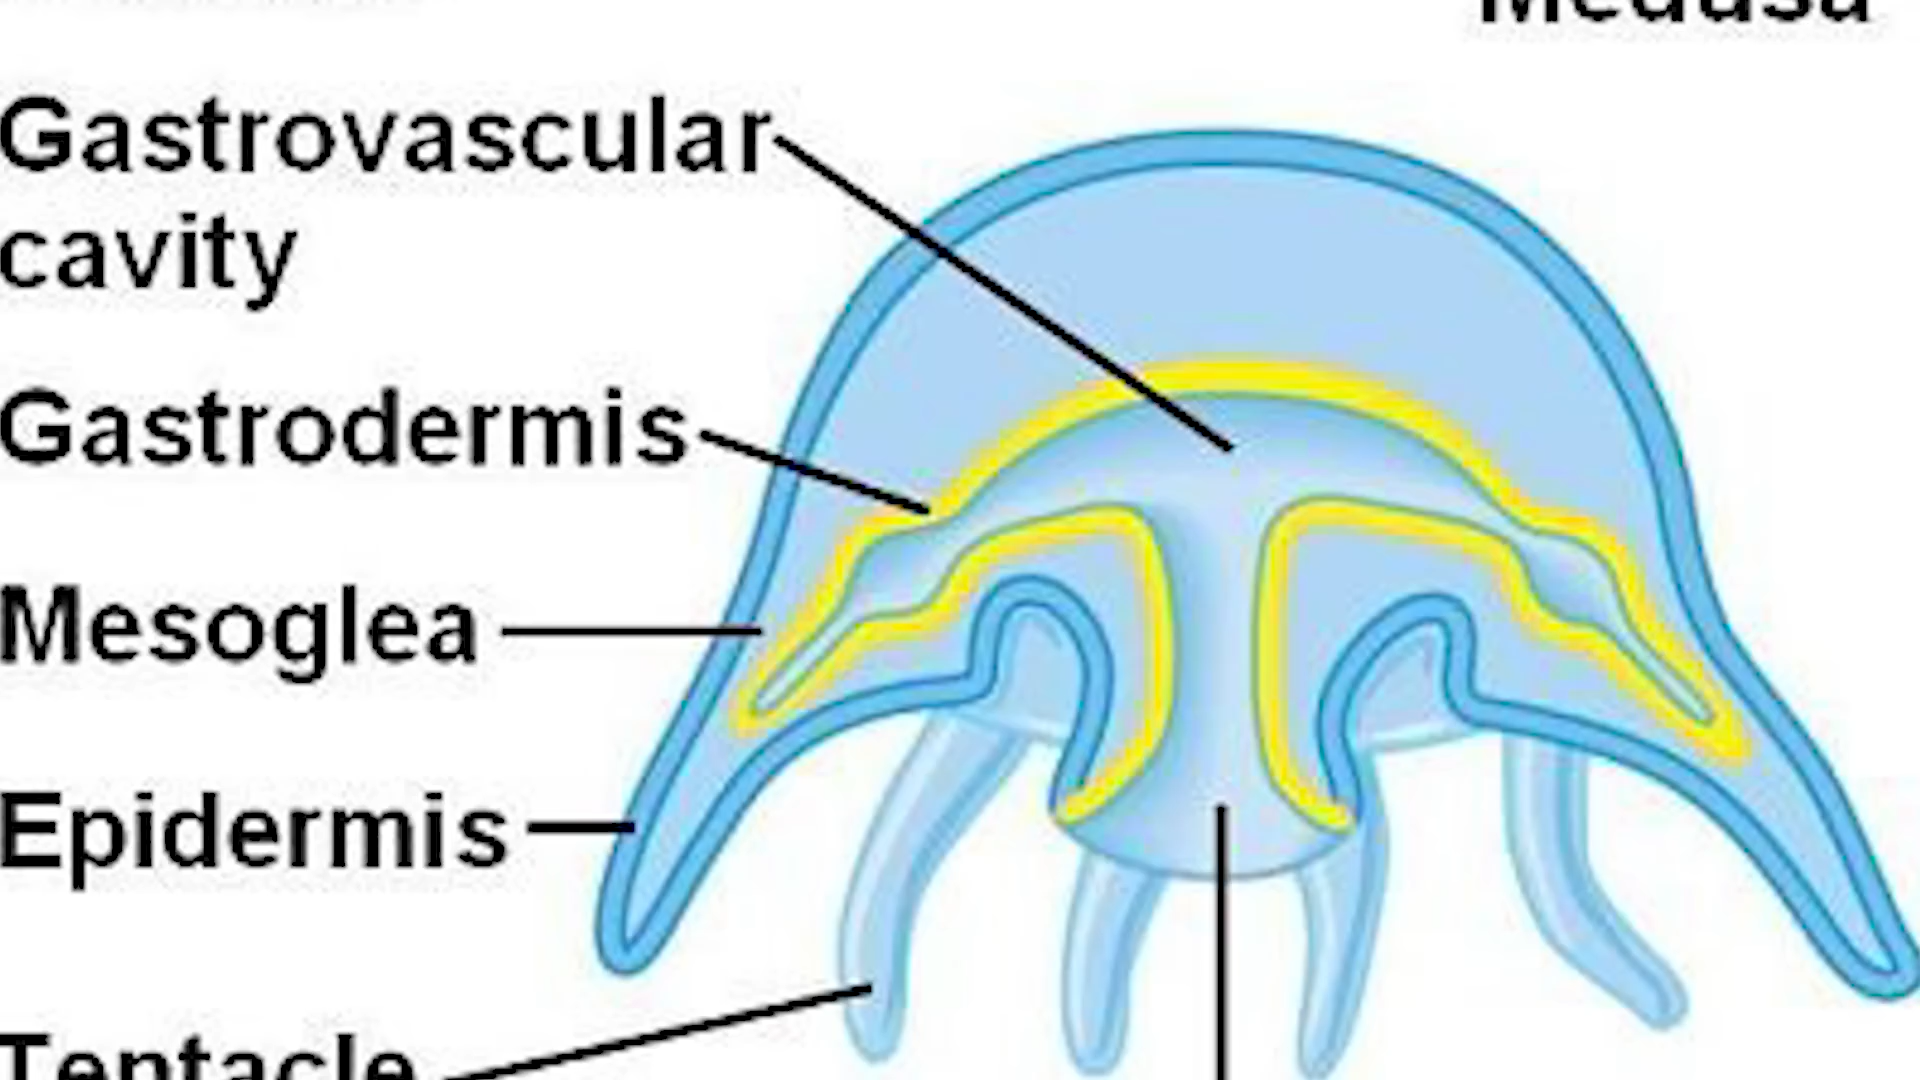 Medusa
Gastrovascular
cavity
Gastrodermis
Mesoglea
Epidermis
Tentacle